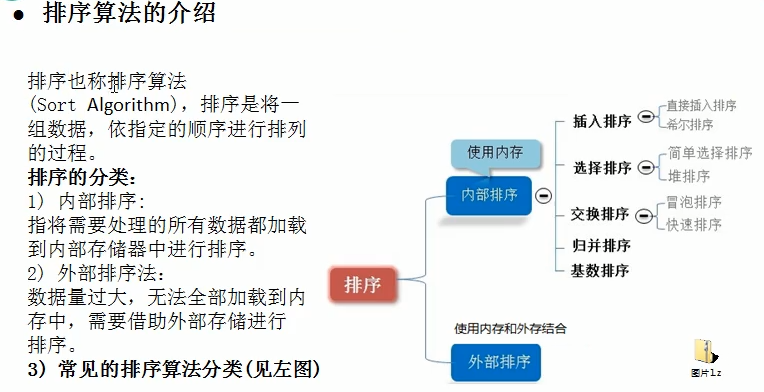 ● 排序算法的介绍
排序也称排序算法
(Sort Algorithm)，排序是将一
组数据，依指定的顺序进行排列
的过程。
排序的分类：
1) 内部排序：
指将需要处理的所有数据都加载
到内部存储器中进行排序。
2) 外部排序法：
数据量过大，无法全部加载到内
存中，需要借助外部存储进行
排序。
3) 常见的排序算法分类(见左图)
排序
使用内存
内部排序
插入排序
直接插入排序
希尔排序
选择排序
简单选择排序
堆排序
交换排序
冒泡排序
快速排序
归并排序
基数排序
使用内存和外存结合
外部排序
图片lz